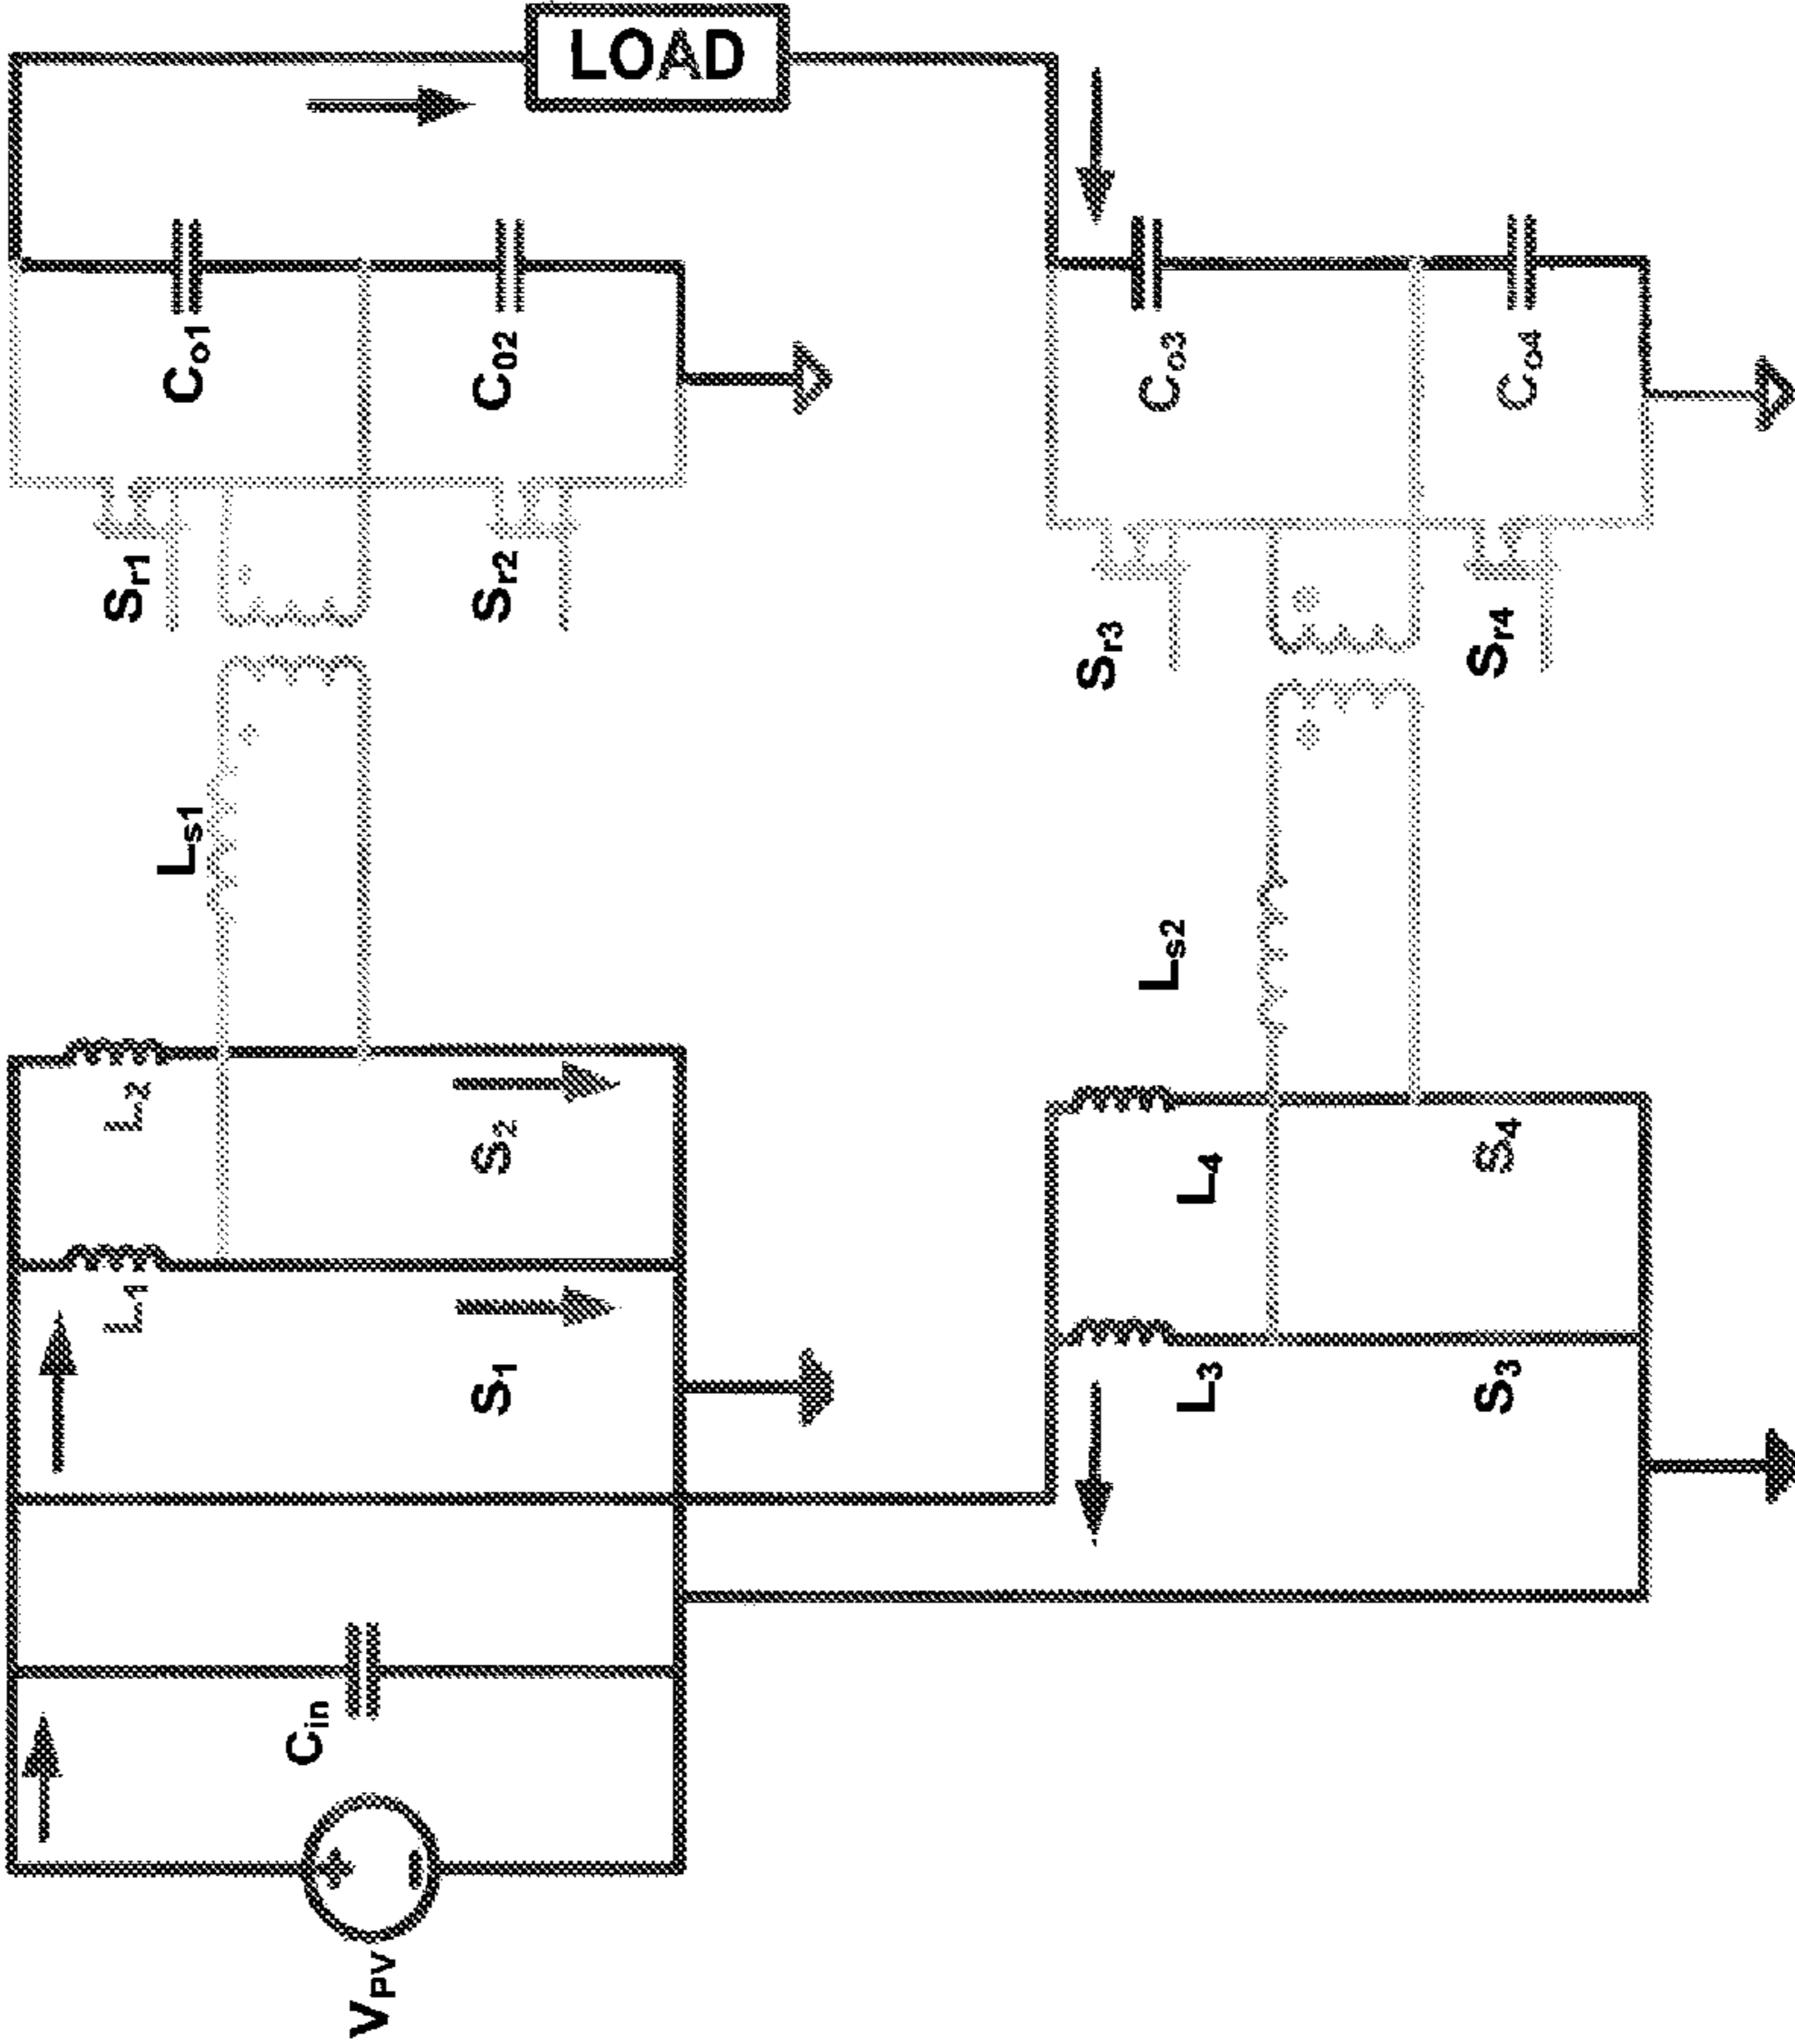 LOAD
Co1
C02
Sr1
Sr2
Ls1
L2
S2
L1
S1
Cin
VPV
Co3
Co4
Sr3
Sr4
Ls2
L4
S4
L3
S3